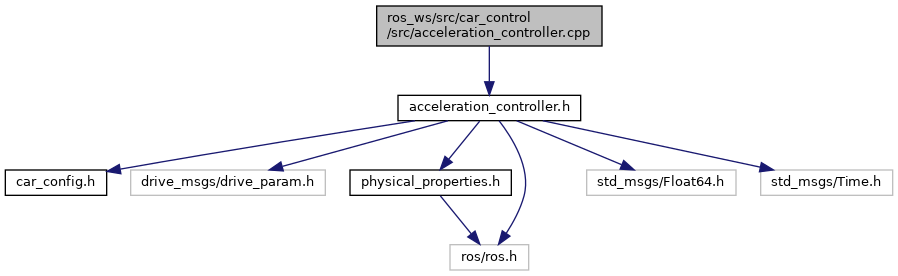 ros_ws/src/car_control
/src/acceleration_controller.cpp
acceleration_controller.h
car_config.h
drive_msgs/drive_param.h
physical_properties.h
std_msgs/Float64.h
std_msgs/Time.h
ros/ros.h